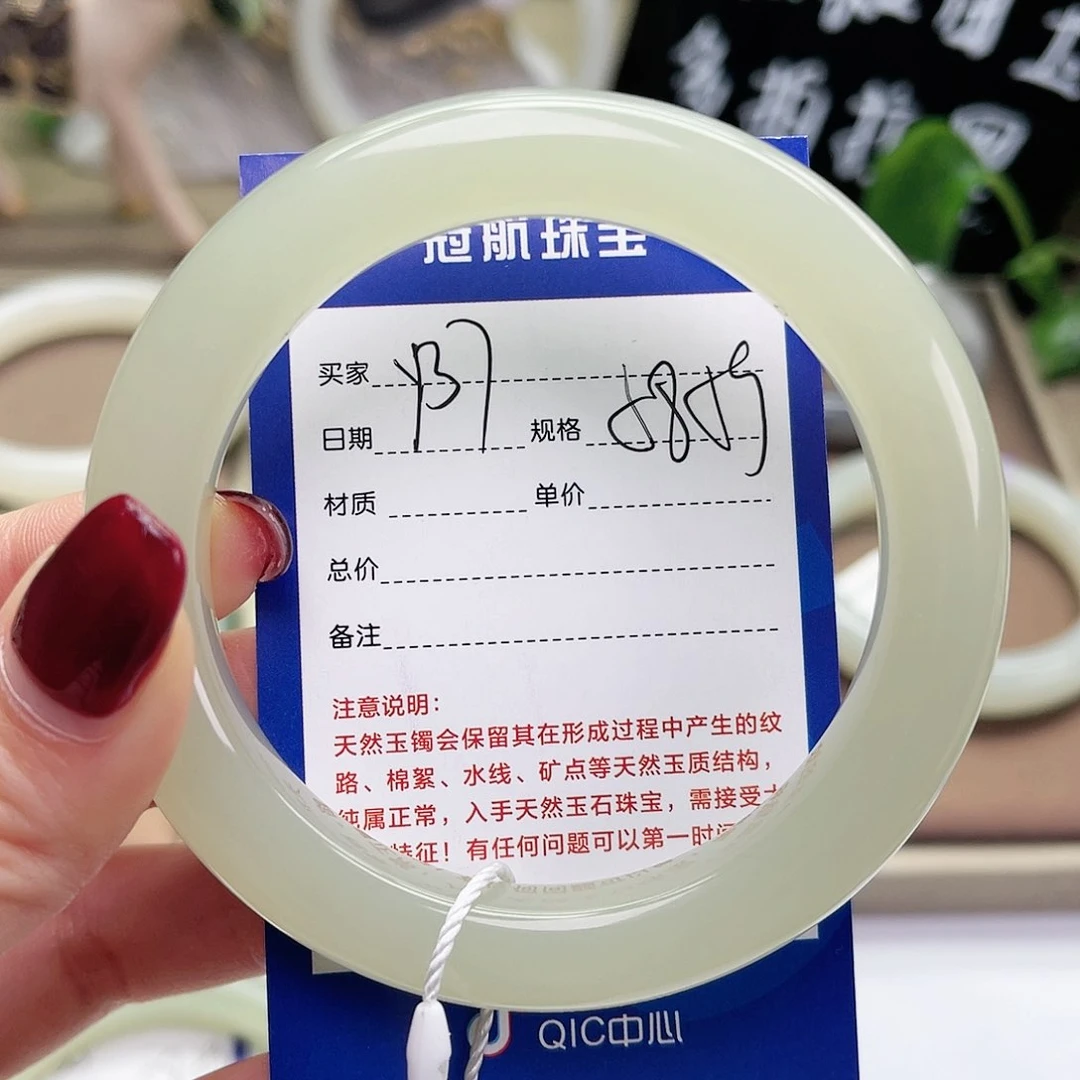 冠航珠宝
买家
日期 规格
材质 单价
总价
备注
注意说明：
天然玉镯会保留其在形成过程中产生的纹
路、棉絮、水线、矿点等天然玉质结构，
纯属正常，入手天然玉石珠宝，需接受
特征！有任何问题可以第一时间
QIC中心